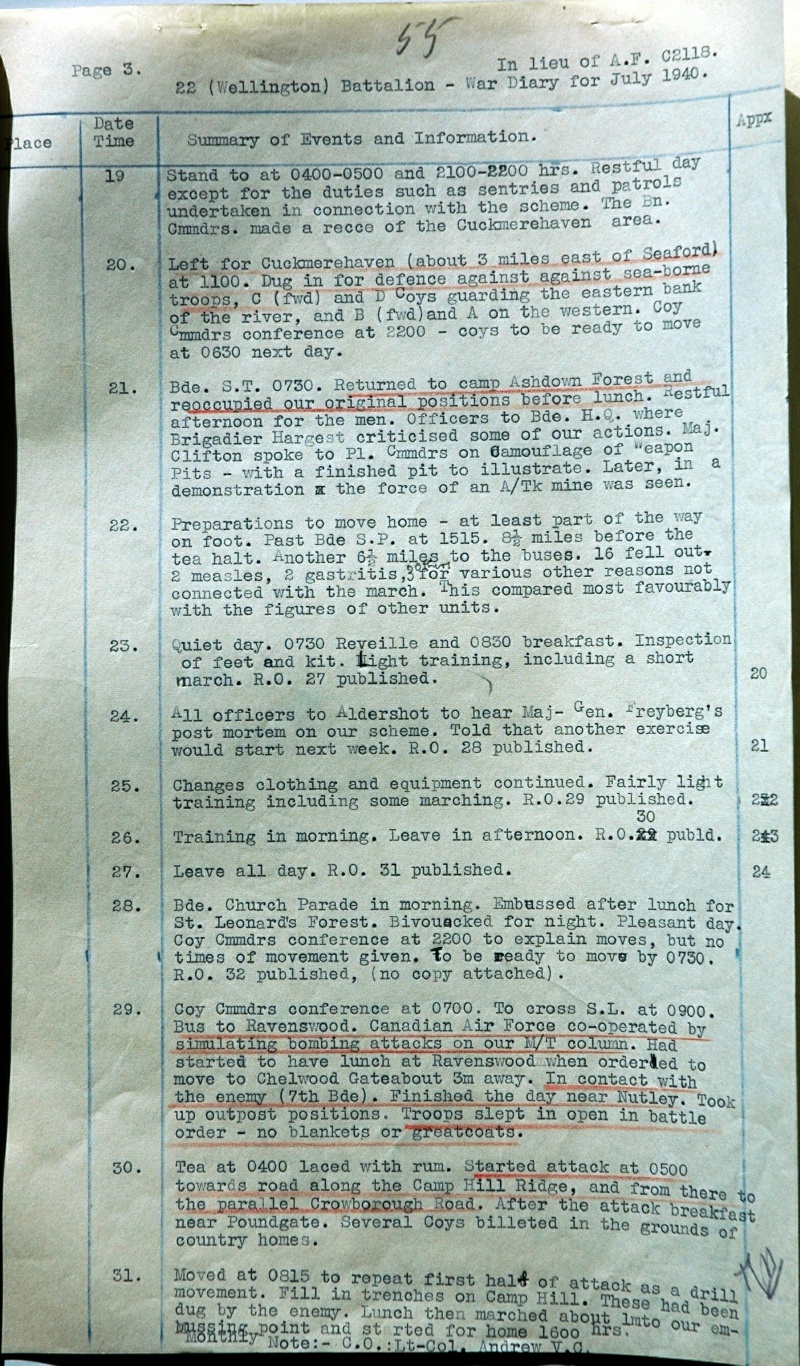 55
Page 3.
In lieu of A.F. C2118.
22 (Wellington) Battalion - War Diary for July 1940.
lace
Date
Time
Summary of Events and Information.
Appx
19
Stand to at 0400-0500 and 2100-2200 hrs. Restful day
except for the duties such as sentries and patrols
undertaken in connection with the scheme. The Bn.
Cmmdrs. made a recce of the Cuckmerehaven area.
20.
Left for Cuckmerehaven (about 3 miles east of Seaford)
at 1100. Dug in for defence against against sea-borne
troops, C (fwd) and D Coys guarding the eastern bank
of the river, and B (fwd)and A on the western. Coy
Cmmdrs conference at 2200 - coys to be ready to move
at 0630 next day.
21.
Bde. S.T. 0730. Returned to camp Ashdown Forest and
reoccupied our original positions before lunch. Restful
afternoon for the men. Officers to Bde. H.Q. where
Brigadier Hargest criticised some of our actions. Maj.
Clifton spoke to Pl. Cmmdrs on Camouflage of Weapon
Pits - with a finished pit to illustrate. Later, in a
demonstration x the force of an A/Tk mine was seen.
22.
Preparations to move home - at least part of the way
on foot. Past Bde S.P. at 1515. 8½ miles before the
tea halt. Another 6½ miles to the buses. 16 fell out.
2 measles, 2 gastritis,3 for various other reasons not
connected with the march. This compared most favourably
with the figures of other units.
23.
Quiet day. 0730 Reveille and 0830 breakfast. Inspection
of feet and kit. Light training, including a short
march. R.O. 27 published.
20
24.
All officers to Aldershot to hear Maj- Gen. Freyberg's
post mortem on our scheme. Told that another exercise
would start next week. R.O. 28 published.
21
25.
Changes clothing and equipment continued. Fairly light
training including some marching. R.O.29 published.
22
30
26.
Training in morning. Leave in afternoon. R.O. publd.
23
27.
Leave all day. R.O. 31 published.
24
28.
Bde. Church Parade in morning. Embussed after lunch for
St. Leonard's Forest. Bivouacked for night. Pleasant day.
Coy Cmmdrs conference at 2200 to explain moves, but no
times of movement given. To be ready to move by 0730.
R.O. 32 published, (no copy attached).
29.
Coy Cmmdrs conference at 0700. To cross S.L. at 0900.
Bus to Ravenswood. Canadian Air Force co-operated by
simulating bombing attacks on our M/T column. Had
started to have lunch at Ravenswood when ordered to
move to Chelwood Gateabout 3m away. In contact with
the enemy (7th Bde). Finished the day near Nutley. Took
up outpost positions. Troops slept in open in battle
order - no blankets or greatcoats.
30.
Tea at 0400 laced with rum. Started attack at 0500
towards road along the Camp Hill Ridge, and from there to
the parallel Crowborough Road. After the attack breakfast
near Poundgate. Several Coys billeted in the grounds of
country homes.
31.
Moved at 0815 to repeat first half of attack as a drill
movement. Fill in trenches on Camp Hill. These had been
dug by the enemy. Lunch then marched about 1mto our em-
bussing point and st rted for home 1600 hrs.
Monthly Note:- C.O.:Lt-Col. Andrew V.C.